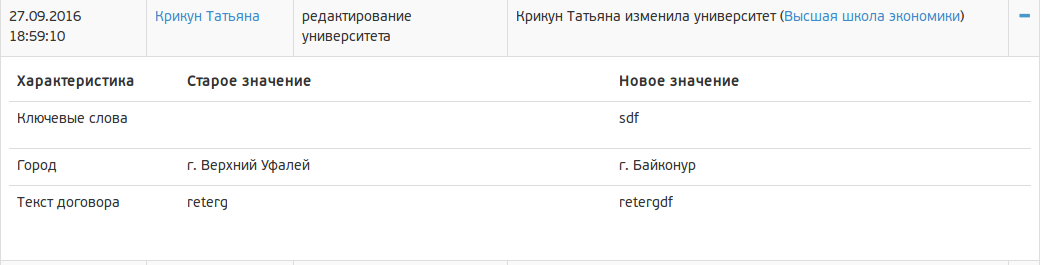 27.09.2016 Крикун Татьяна редактирование Крикун Татьяна изменила университет (Высшая школа экономики)
18:59:10 университета
Характеристика Старое значение Новое значение
Ключевые слова sdf
Город г. Верхний Уфалей г. Байконур
Текст договора reterg retergdf